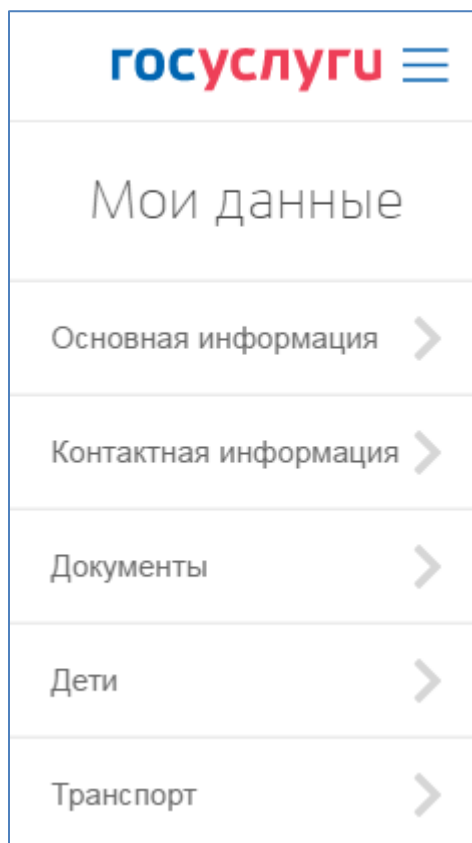 госуслуги
Мои данные
Основная информация
Контактная информация
Документы
Дети
Транспорт